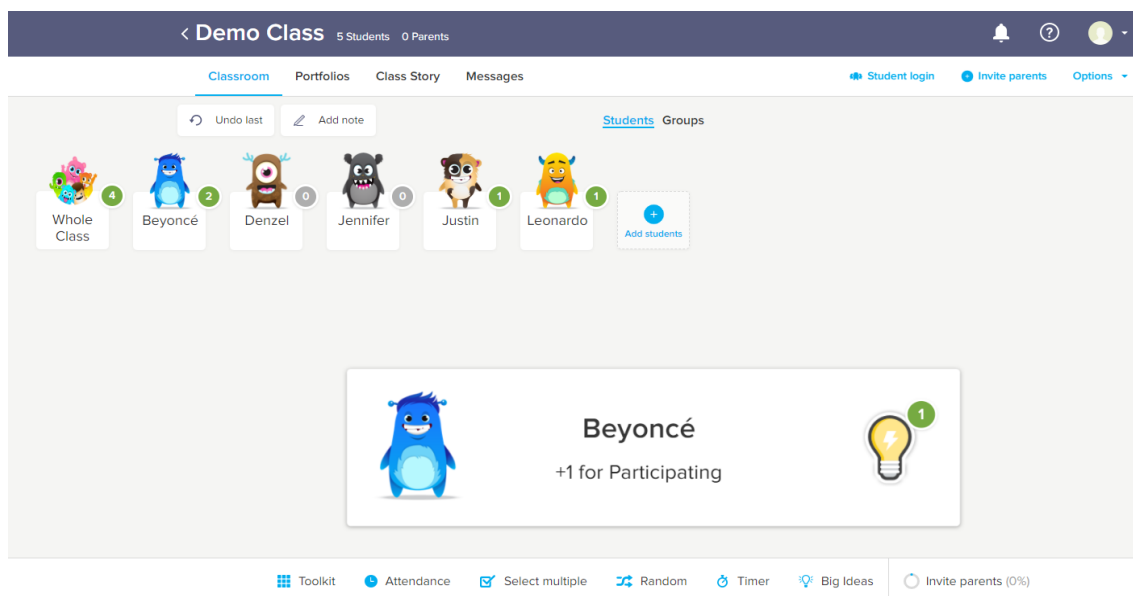 < Demo Class 5 Students 0 Parents
Classroom Portfolios Class Story Messages Student login Invite parents Options
Undo last Add note Students Groups
4 2 0 0 1 1
Whole Class Beyoncé Denzel Jennifer Justin Leonardo Add students
1
Beyoncé
+1 for Participating
Toolkit Attendance Select multiple Random Timer Big Ideas Invite parents (0%)